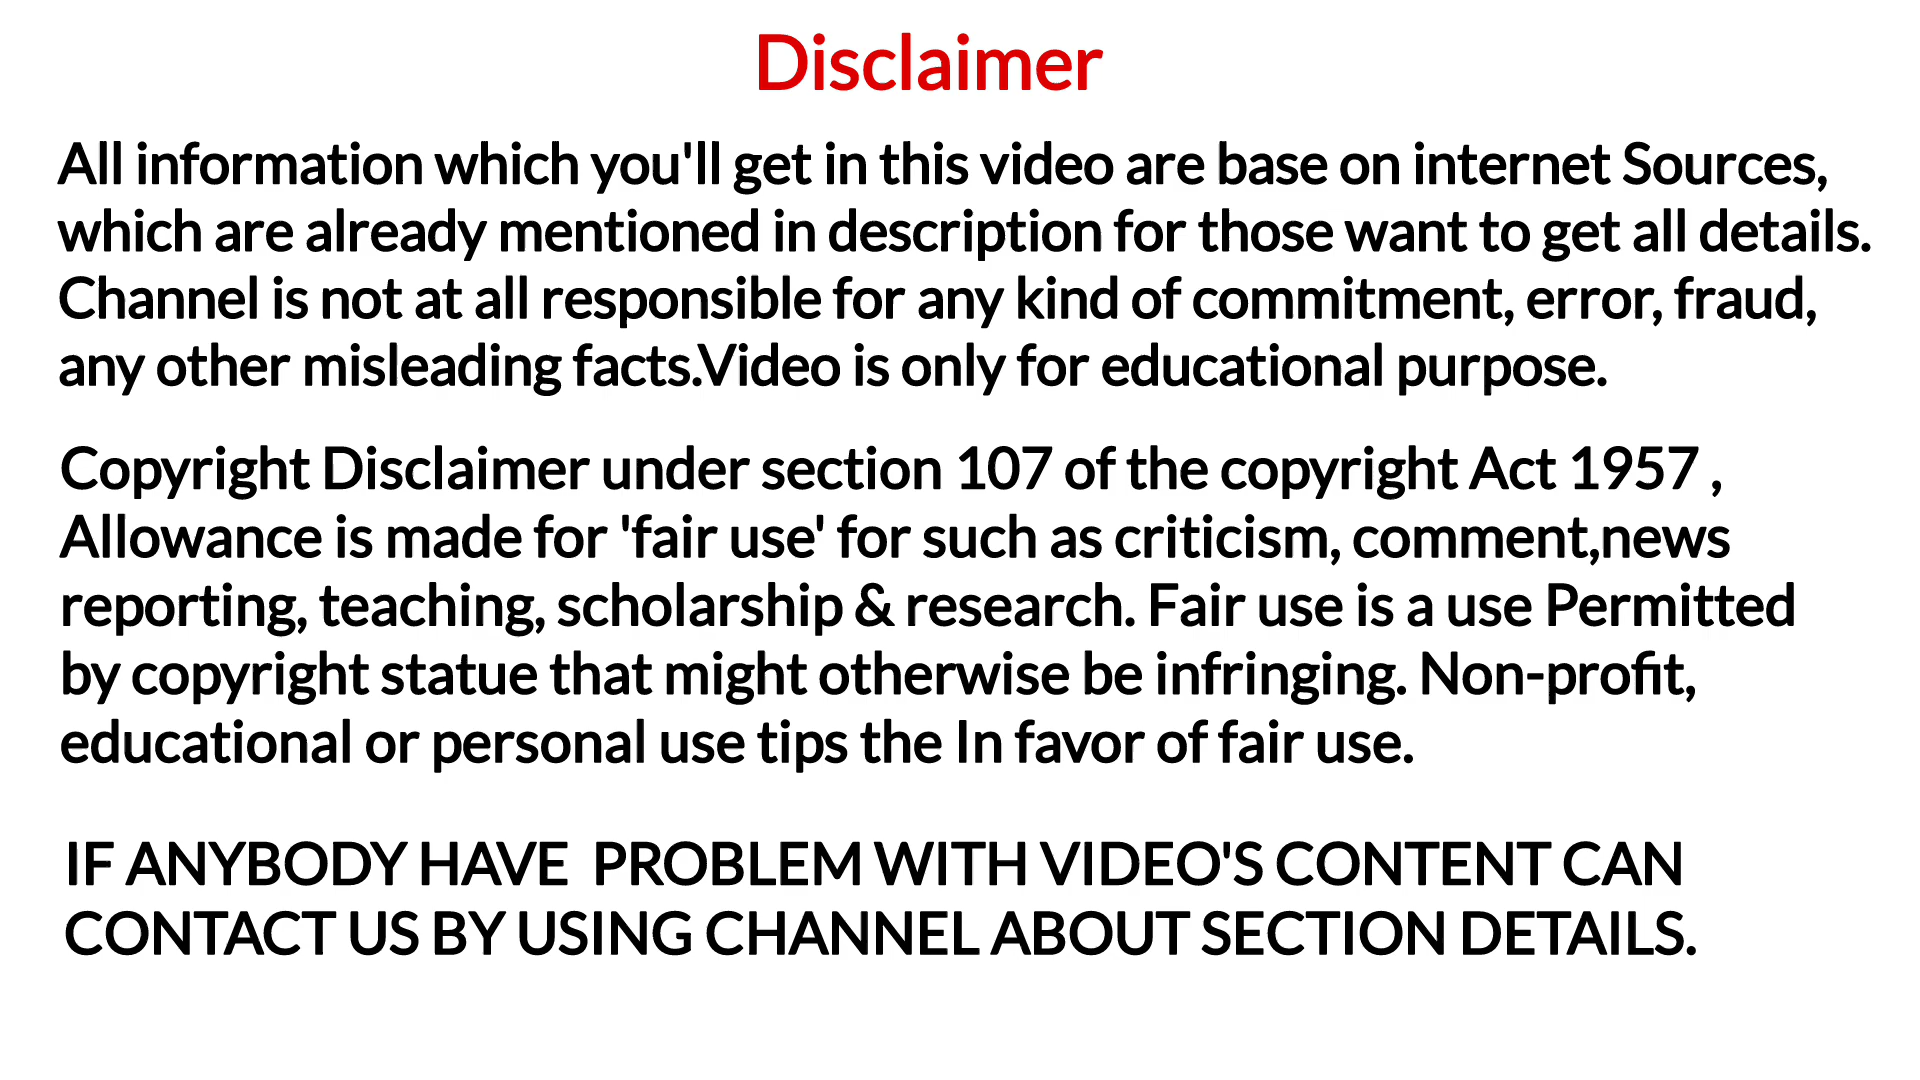 Disclaimer
All information which you'll get in this video are base on internet Sources,
which are already mentioned in description for those want to get all details.
Channel is not at all responsible for any kind of commitment, error, fraud,
any other misleading facts.Video is only for educational purpose.
Copyright Disclaimer under section 107 of the copyright Act 1957 ,
Allowance is made for 'fair use' for such as criticism, comment,news
reporting, teaching, scholarship & research. Fair use is a use Permitted
by copyright statue that might otherwise be infringing. Non-profit,
educational or personal use tips the In favor of fair use.
IF ANYBODY HAVE  PROBLEM WITH VIDEO'S CONTENT CAN
CONTACT US BY USING CHANNEL ABOUT SECTION DETAILS.